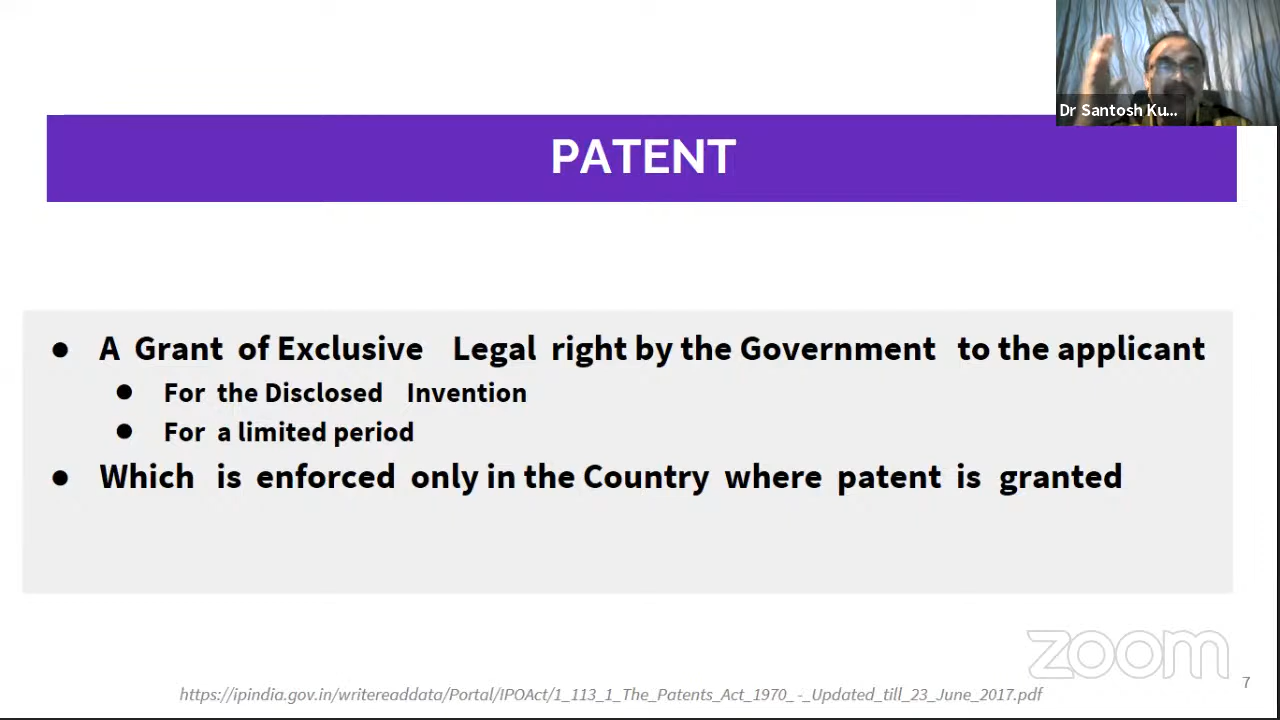 Dr Santosh Ku...
PATENT
● A Grant of Exclusive Legal right by the Government to the applicant
● For the Disclosed Invention
● For a limited period
● Which is enforced only in the Country where patent is granted
zoom
https://ipindia.gov.in/writereaddata/Portal/IPOAct/1_113_1_The_Patents_Act_1970_-_Updated_till_23_June_2017.pdf
7